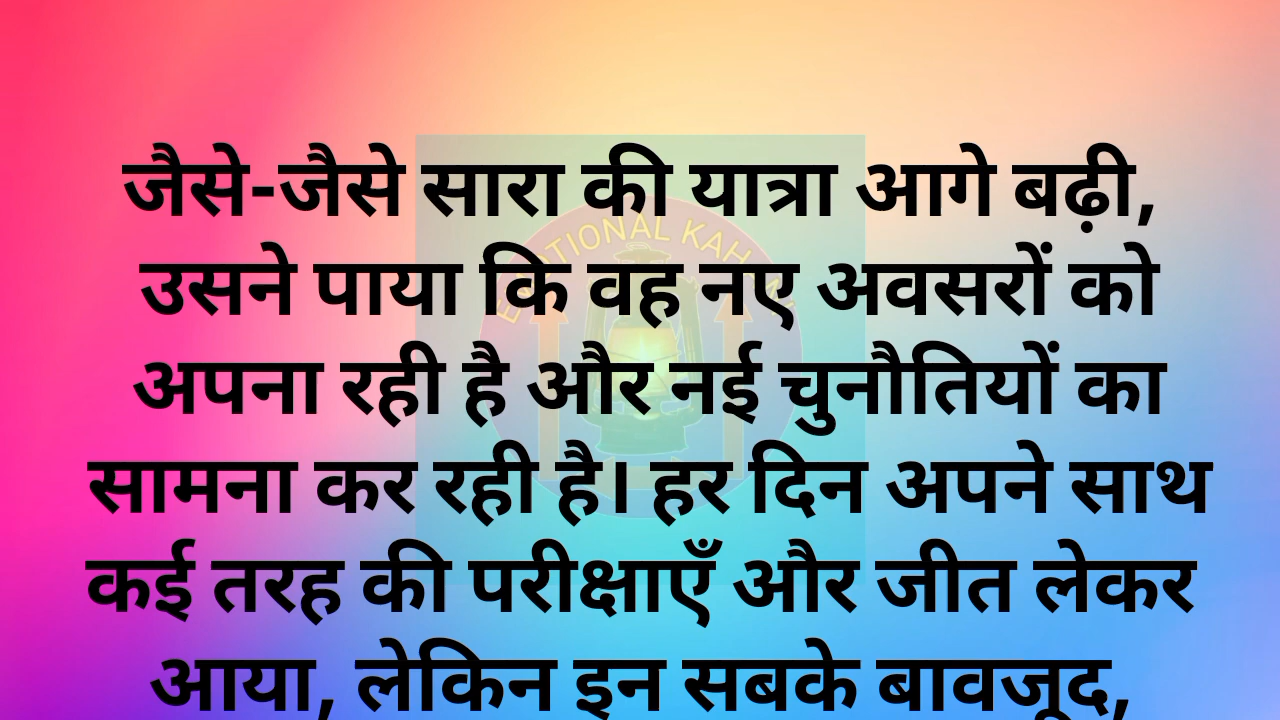 जैसे-जैसे सारा की यात्रा आगे बढ़ी,
उसने पाया कि वह नए अवसरों को
अपना रही है और नई चुनौतियों का
सामना कर रही है। हर दिन अपने साथ
कई तरह की परीक्षाएँ और जीत लेकर
आया, लेकिन इन सबके बावजूद,